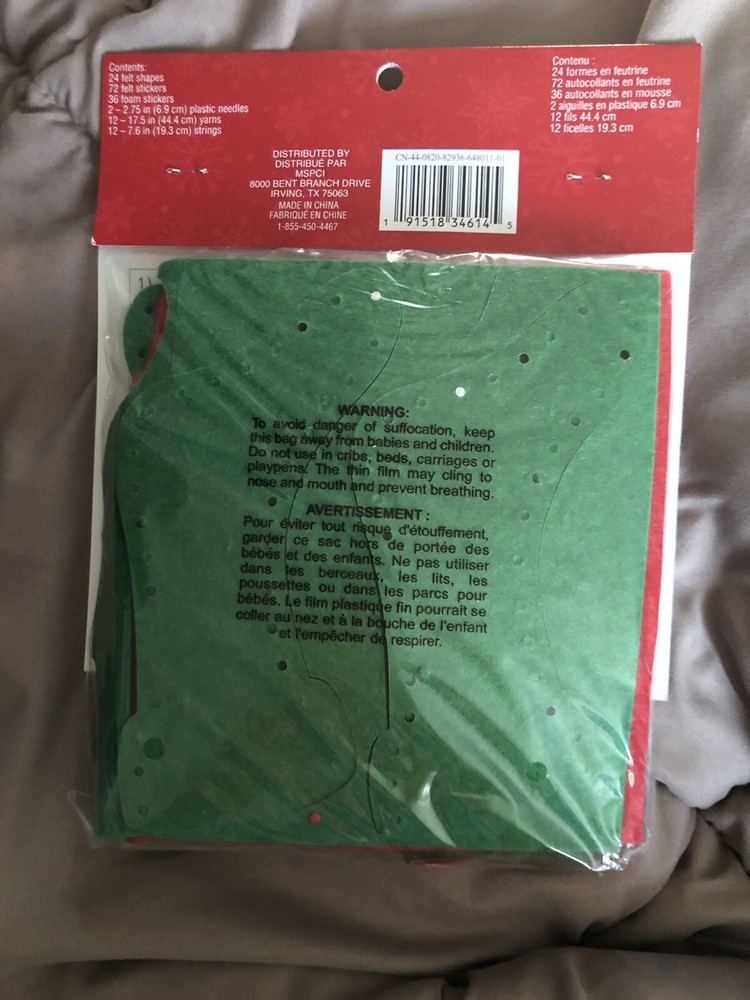 Contents:
24 felt shapes
72 felt stickers
36 foam stickers
2 – 2.75 in (6.9 cm) plastic needles
12 – 17.5 in (44.4 cm) yarns
12 – 7.6 in (19.3 cm) strings
Contenu :
24 formes en feutrine
72 autocollants en feutrine
36 autocollants en mousse
2 aiguilles en plastique 6.9 cm
12 fils 44.4 cm
12 ficelles 19.3 cm
DISTRIBUTED BY
DISTRIBUÉ PAR
MSPCI
8000 BENT BRANCH DRIVE
IRVING, TX 75063
MADE IN CHINA
FABRIQUÉ EN CHINE
1-855-450-4467
CN-44-0820-82936-648011-01
1 91518 34614 5
1)
WARNING:
To avoid danger of suffocation, keep
this bag away from babies and children.
Do not use in cribs, beds, carriages or
playpens. The thin film may cling to
nose and mouth and prevent breathing.
AVERTISSEMENT :
Pour éviter tout risque d'étouffement,
garder ce sac hors de portée des
bébés et des enfants. Ne pas utiliser
dans les berceaux, les lits, les
poussettes ou dans les parcs pour
bébés. Le film plastique fin pourrait se
coller au nez et à la bouche de l'enfant
et l'empêcher de respirer.